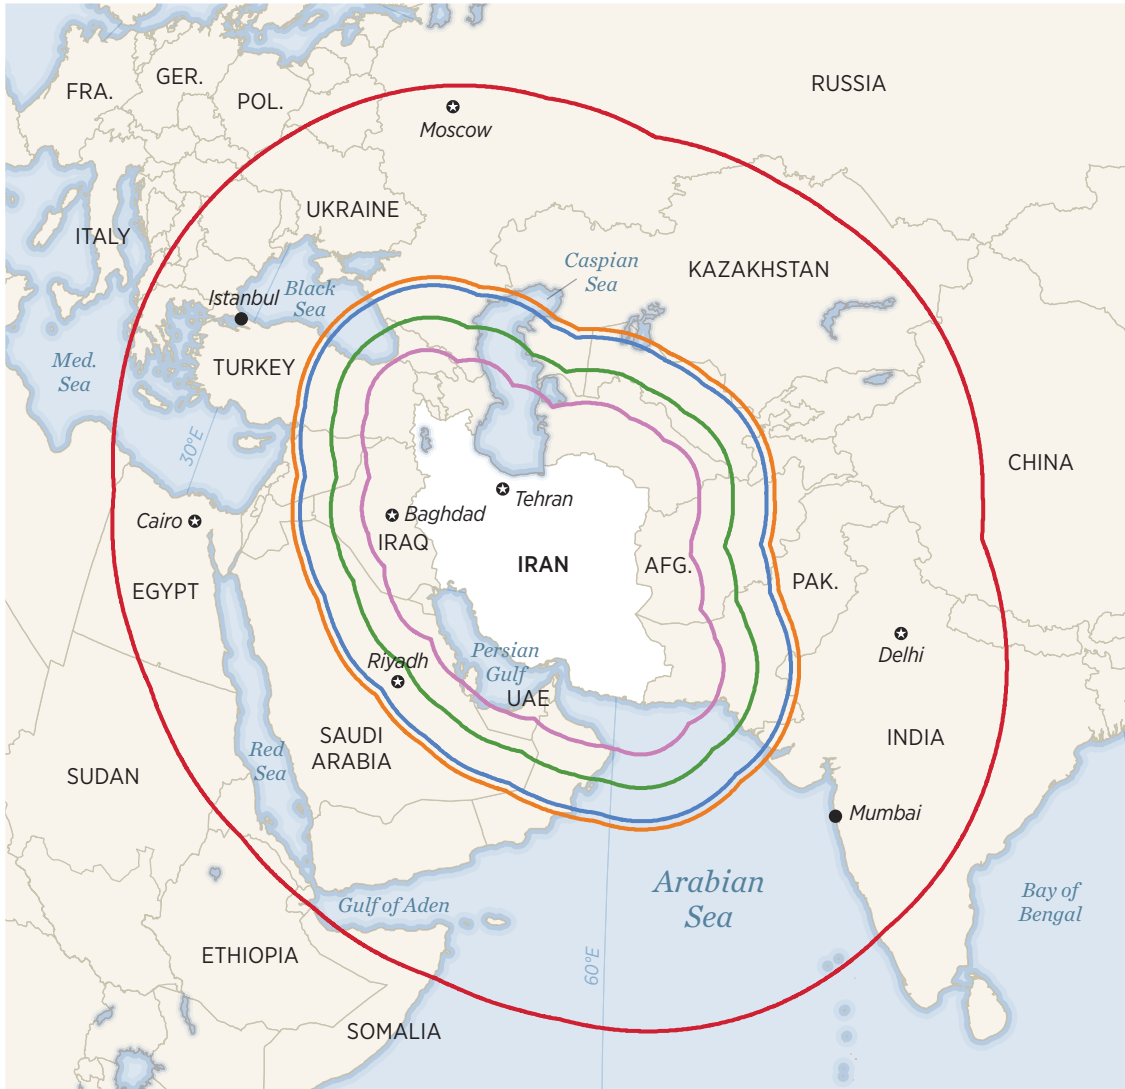 RUSSIA
GER.
FRA.
POL.
Moscow
UKRAINE
ITALY
Caspian
Sea
KAZAKHSTAN
Istanbul
Black
Sea
TURKEY
Med.
Sea
30°E
CHINA
Cairo
Baghdad
Tehran
IRAQ
IRAN
AFG.
PAK.
EGYPT
Delhi
Riyadh
Persian
Gulf
UAE
SAUDI
ARABIA
INDIA
Red
Sea
SUDAN
Mumbai
Arabian
Sea
Gulf of Aden
Bay of
Bengal
ETHIOPIA
60°E
SOMALIA